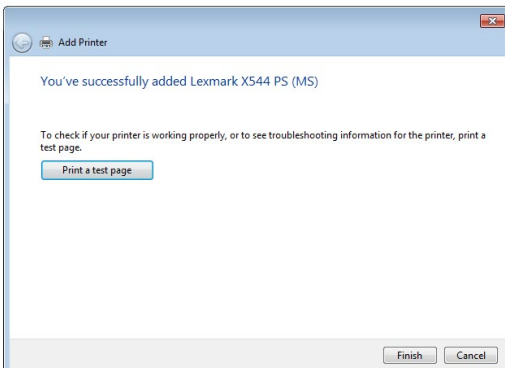 Add Printer
You've successfully added Lexmark X544 PS (MS)
To check if your printer is working properly, or to see troubleshooting information for the printer, print a
test page.
Print a test page
Finish Cancel